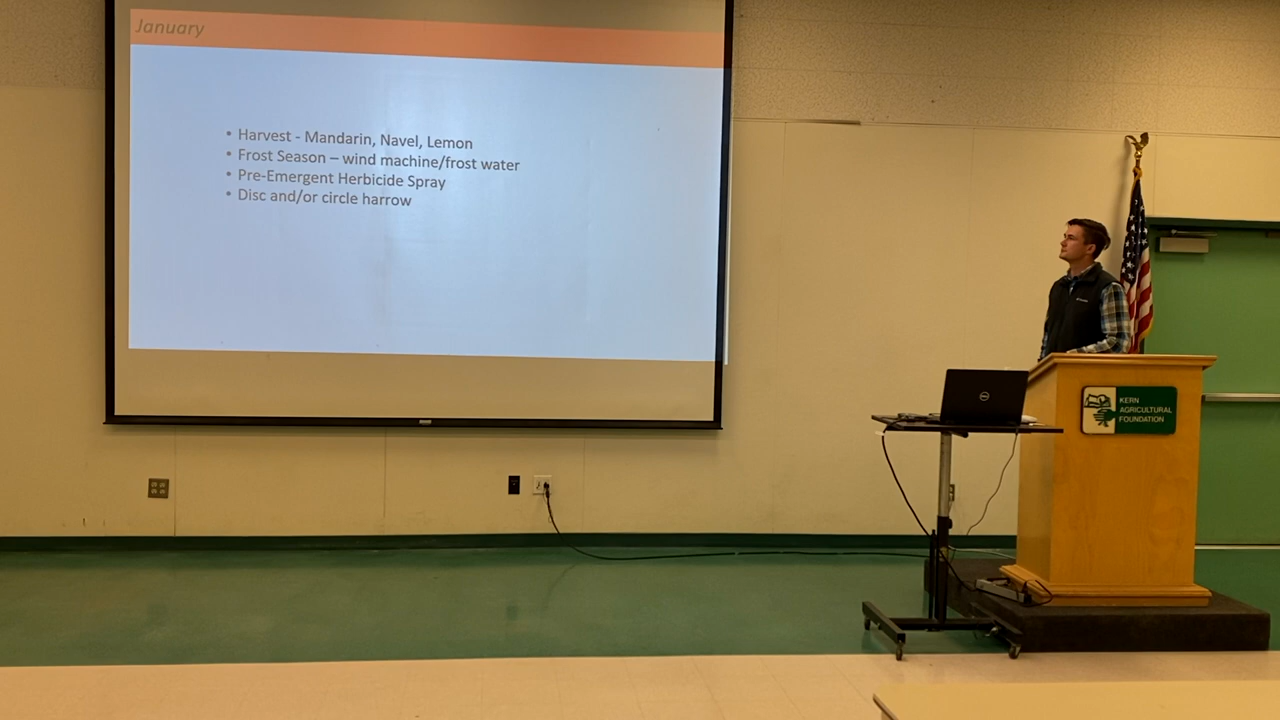 January
• Harvest - Mandarin, Navel, Lemon
• Frost Season – wind machine/frost water
• Pre-Emergent Herbicide Spray
• Disc and/or circle harrow
KERN
AGRICULTURAL
FOUNDATION
DELL